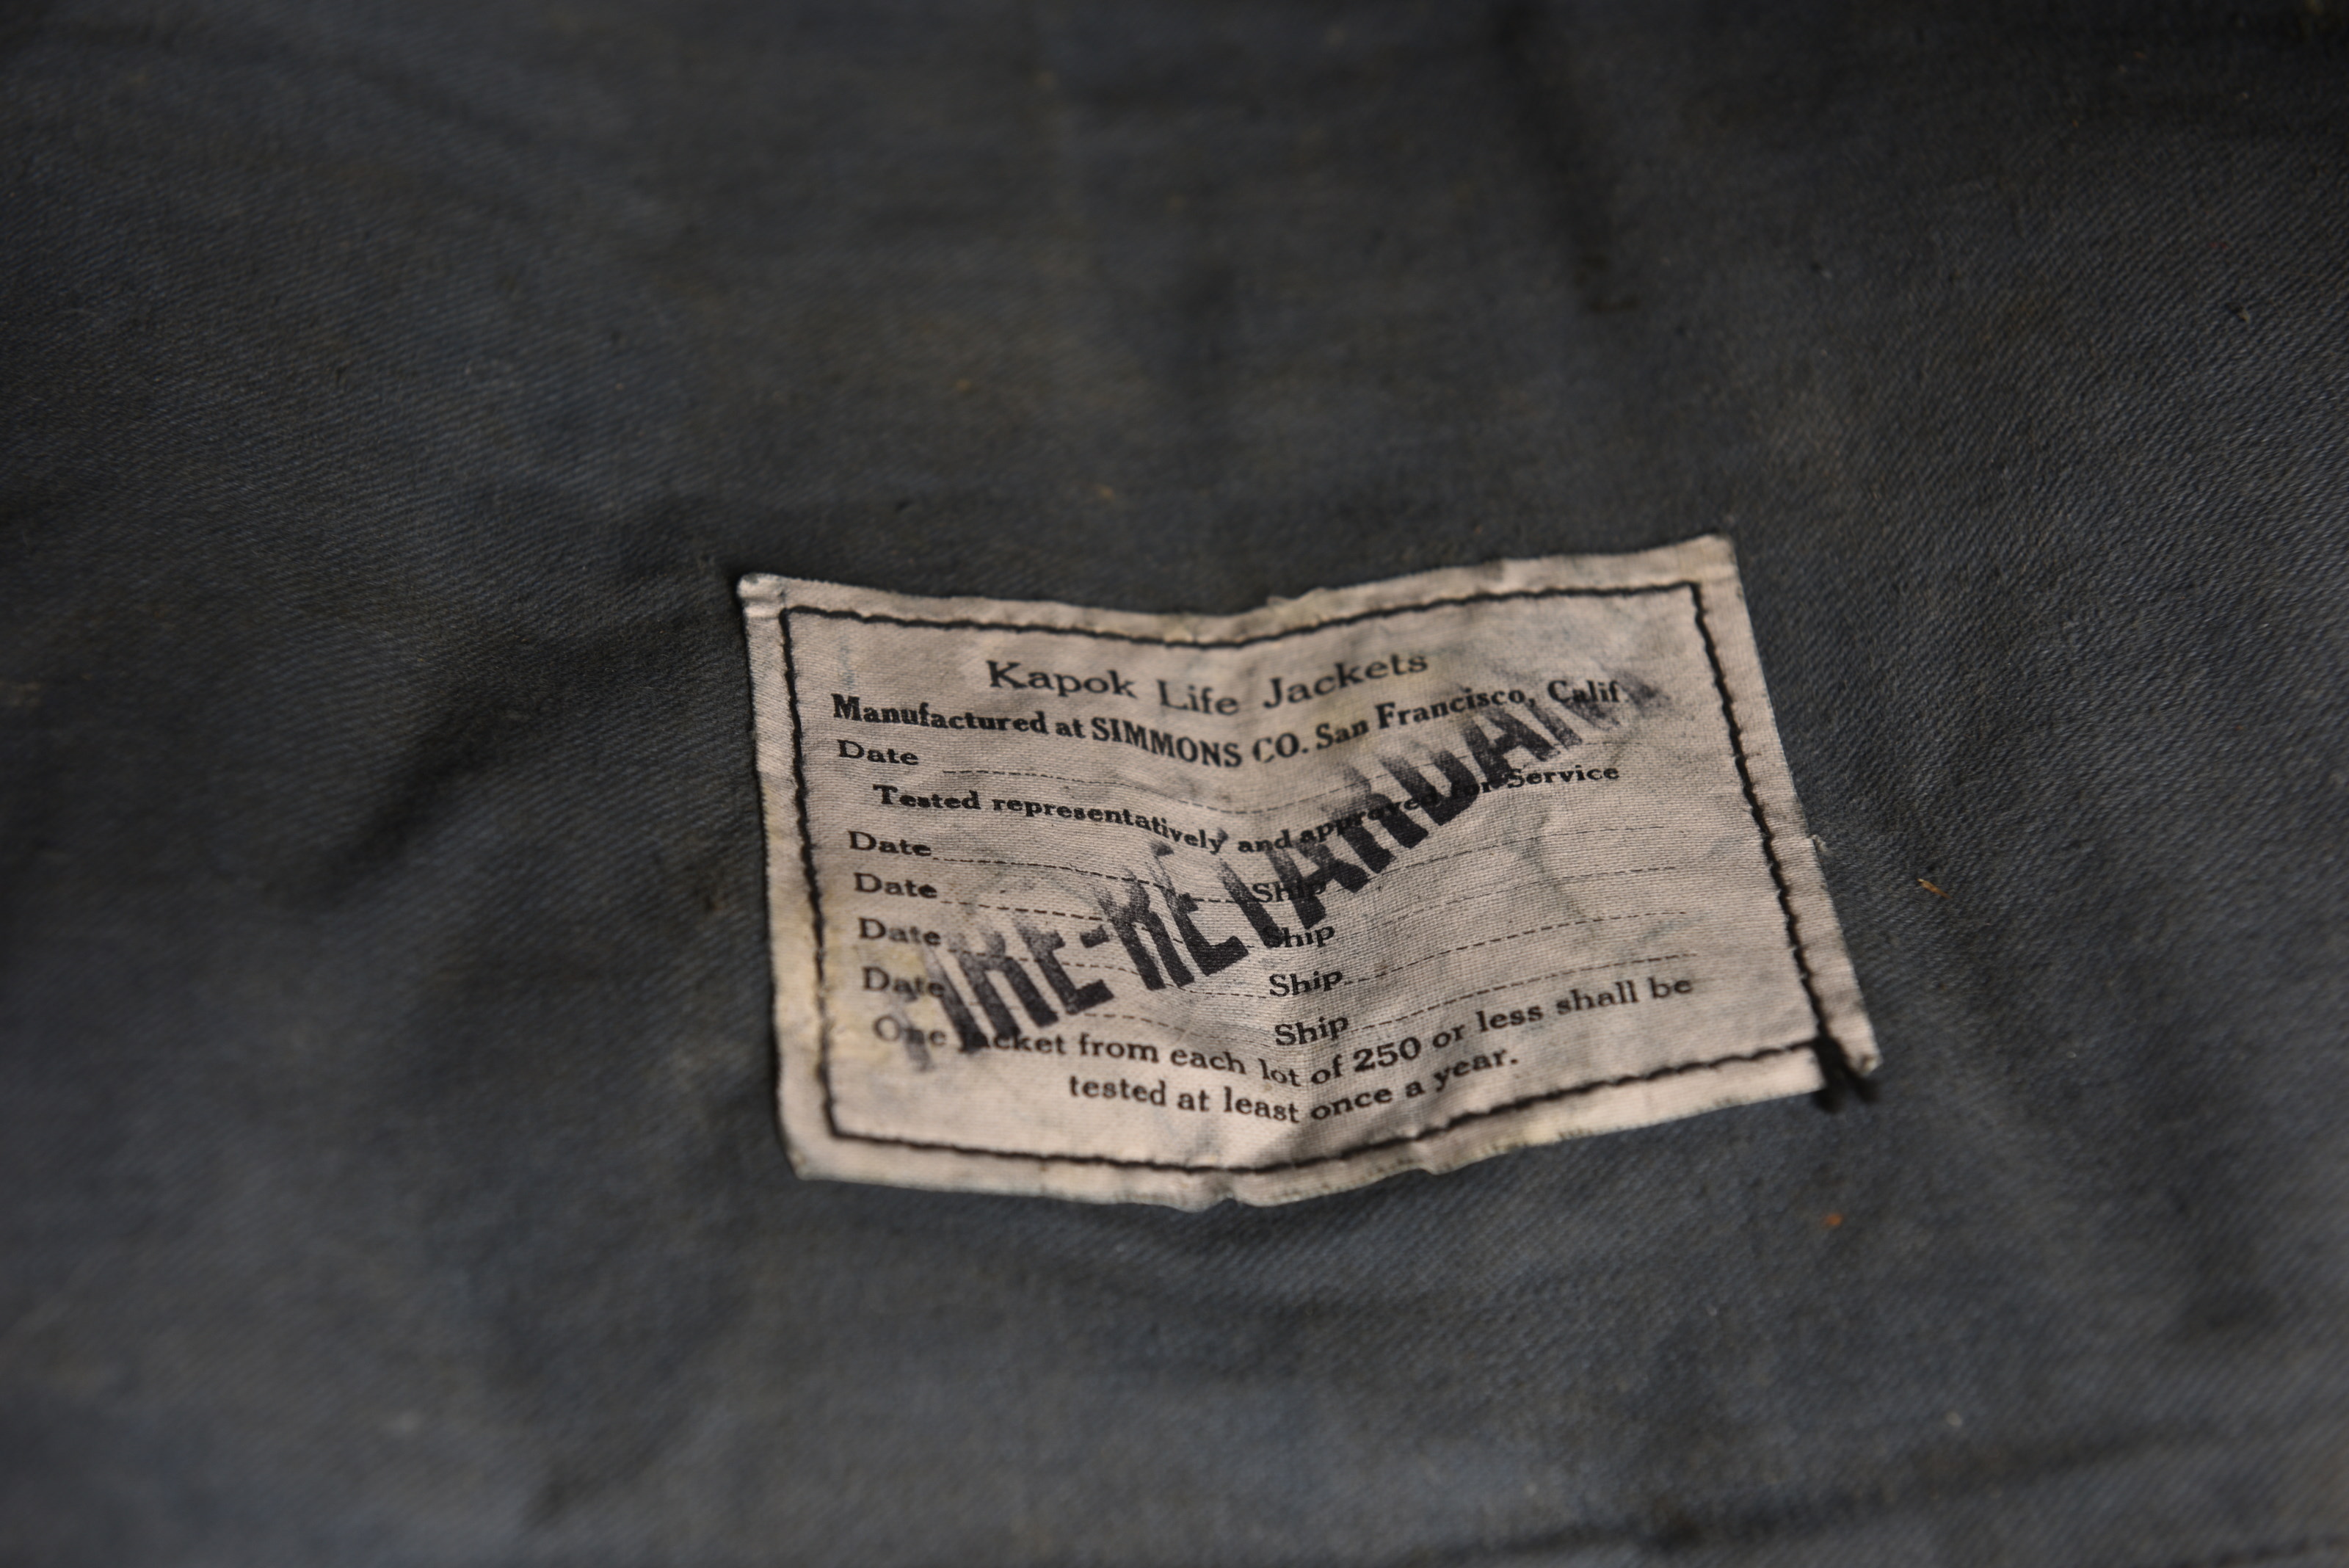 Kapok Life Jackets
Manufactured at SIMMONS CO. San Francisco, Calif.
Date
Tested representatively and approved for Service
Date Ship
Date Ship
Date Ship
Date Ship
One jacket from each lot of 250 or less shall be
tested at least once a year.
FIRE-RETARDANT